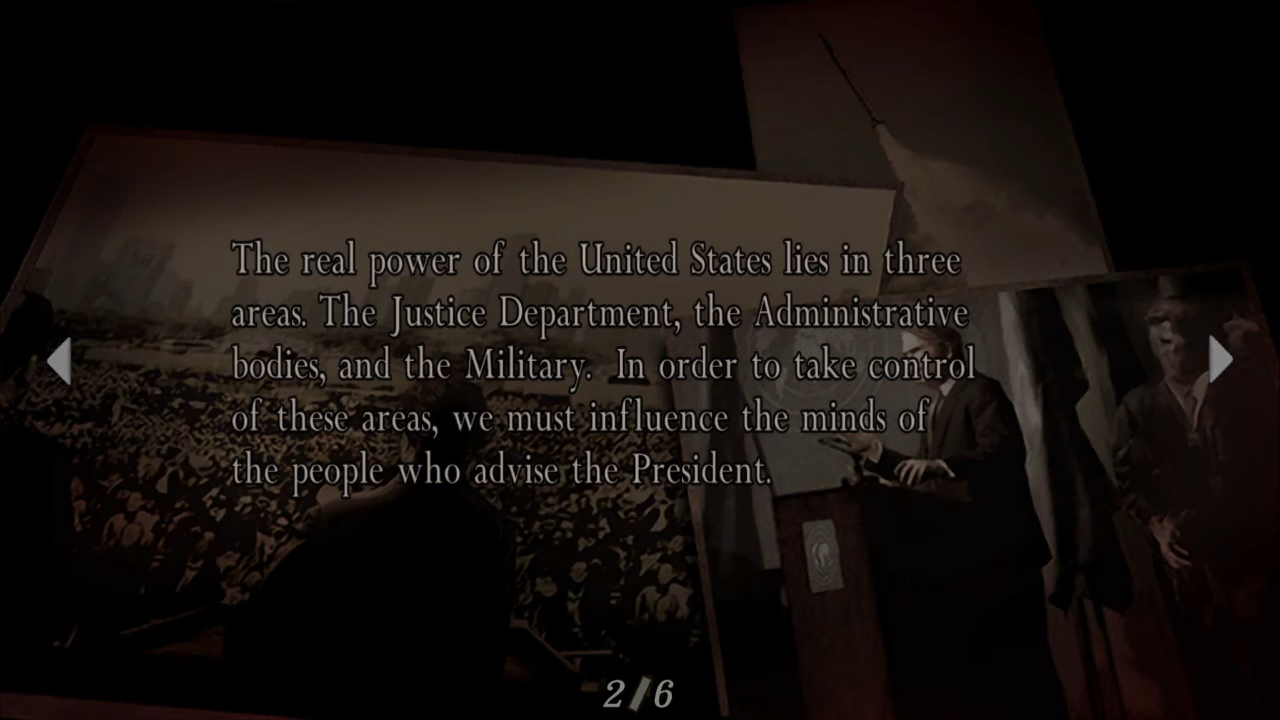 The real power of the United States lies in three
areas. The Justice Department, the Administrative
bodies, and the Military.  In order to take control
of these areas, we must influence the minds of
the people who advise the President.
2/6